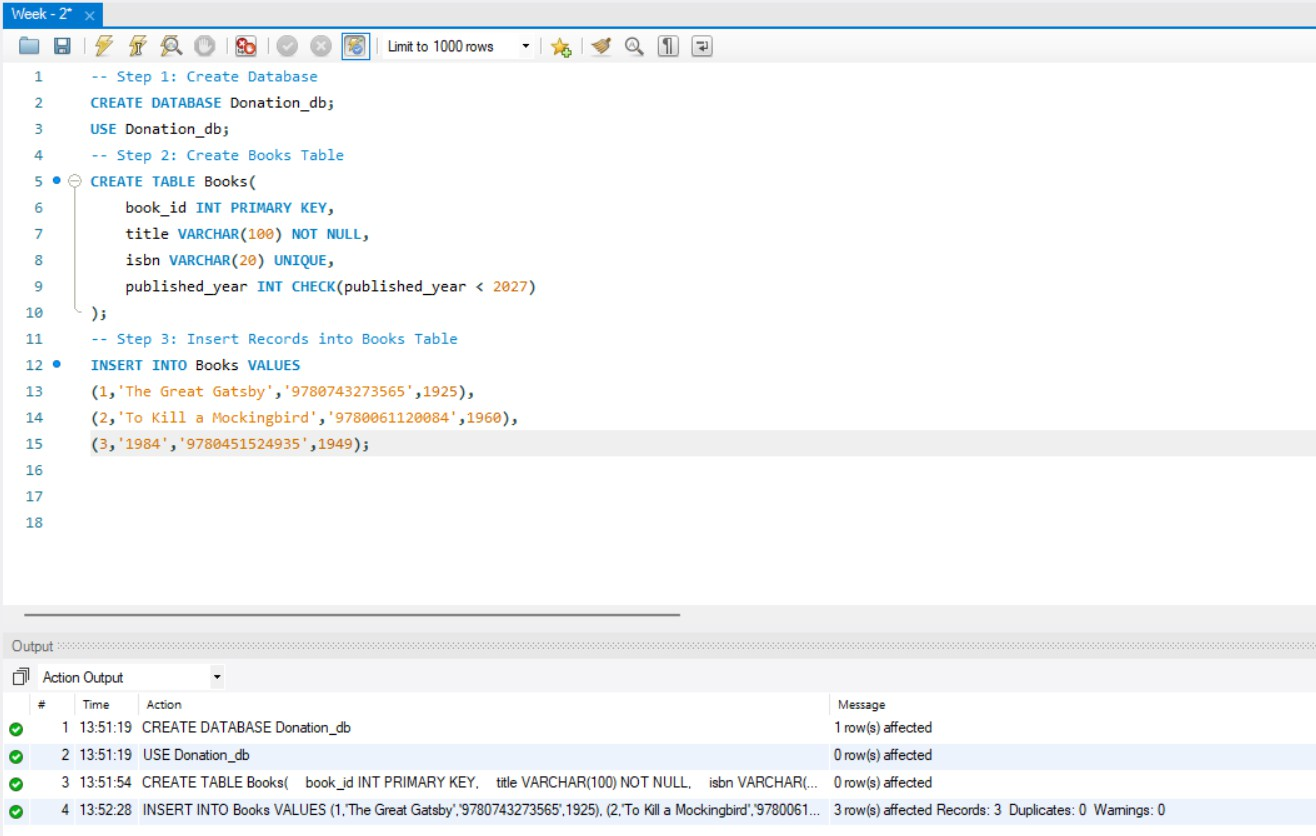 Week - 2*
Limit to 1000 rows
1 -- Step 1: Create Database
2 CREATE DATABASE Donation_db;
3 USE Donation_db;
4 -- Step 2: Create Books Table
5 CREATE TABLE Books(
6 book_id INT PRIMARY KEY,
7 title VARCHAR(100) NOT NULL,
8 isbn VARCHAR(20) UNIQUE,
9 published_year INT CHECK(published_year < 2027)
10 );
11 -- Step 3: Insert Records into Books Table
12 INSERT INTO Books VALUES
13 (1,'The Great Gatsby','9780743273565',1925),
14 (2,'To Kill a Mockingbird','9780061120084',1960),
15 (3,'1984','9780451524935',1949);
16
17
18
Output
Action Output
# Time Action Message
1 13:51:19 CREATE DATABASE Donation_db 1 row(s) affected
2 13:51:19 USE Donation_db 0 row(s) affected
3 13:51:54 CREATE TABLE Books( book_id INT PRIMARY KEY, title VARCHAR(100) NOT NULL, isbn VARCHAR(... 0 row(s) affected
4 13:52:28 INSERT INTO Books VALUES (1,'The Great Gatsby','9780743273565',1925), (2,'To Kill a Mockingbird','9780061... 3 row(s) affected Records: 3 Duplicates: 0 Warnings: 0